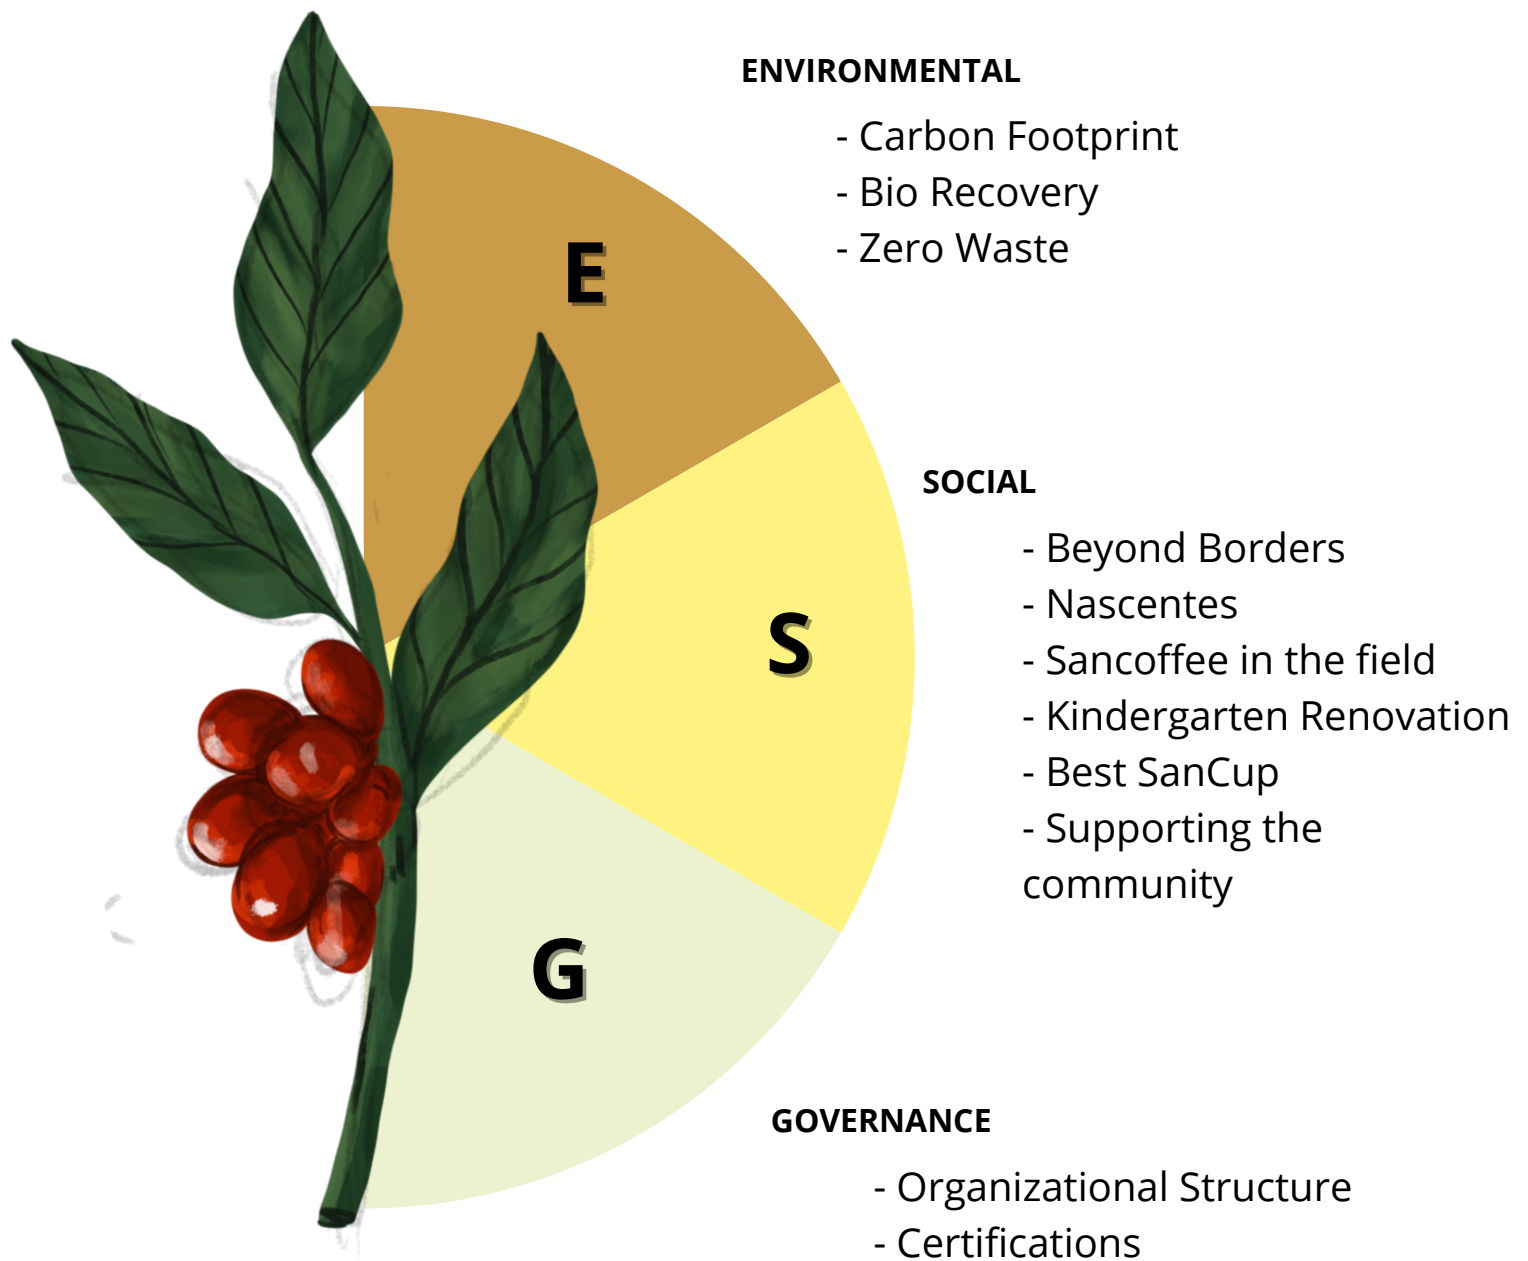 ENVIRONMENTAL
- Carbon Footprint
- Bio Recovery
- Zero Waste
E
SOCIAL
- Beyond Borders
- Nascentes
- Sancoffee in the field
- Kindergarten Renovation
- Best SanCup
- Supporting the
community
S
G
GOVERNANCE
- Organizational Structure
- Certifications